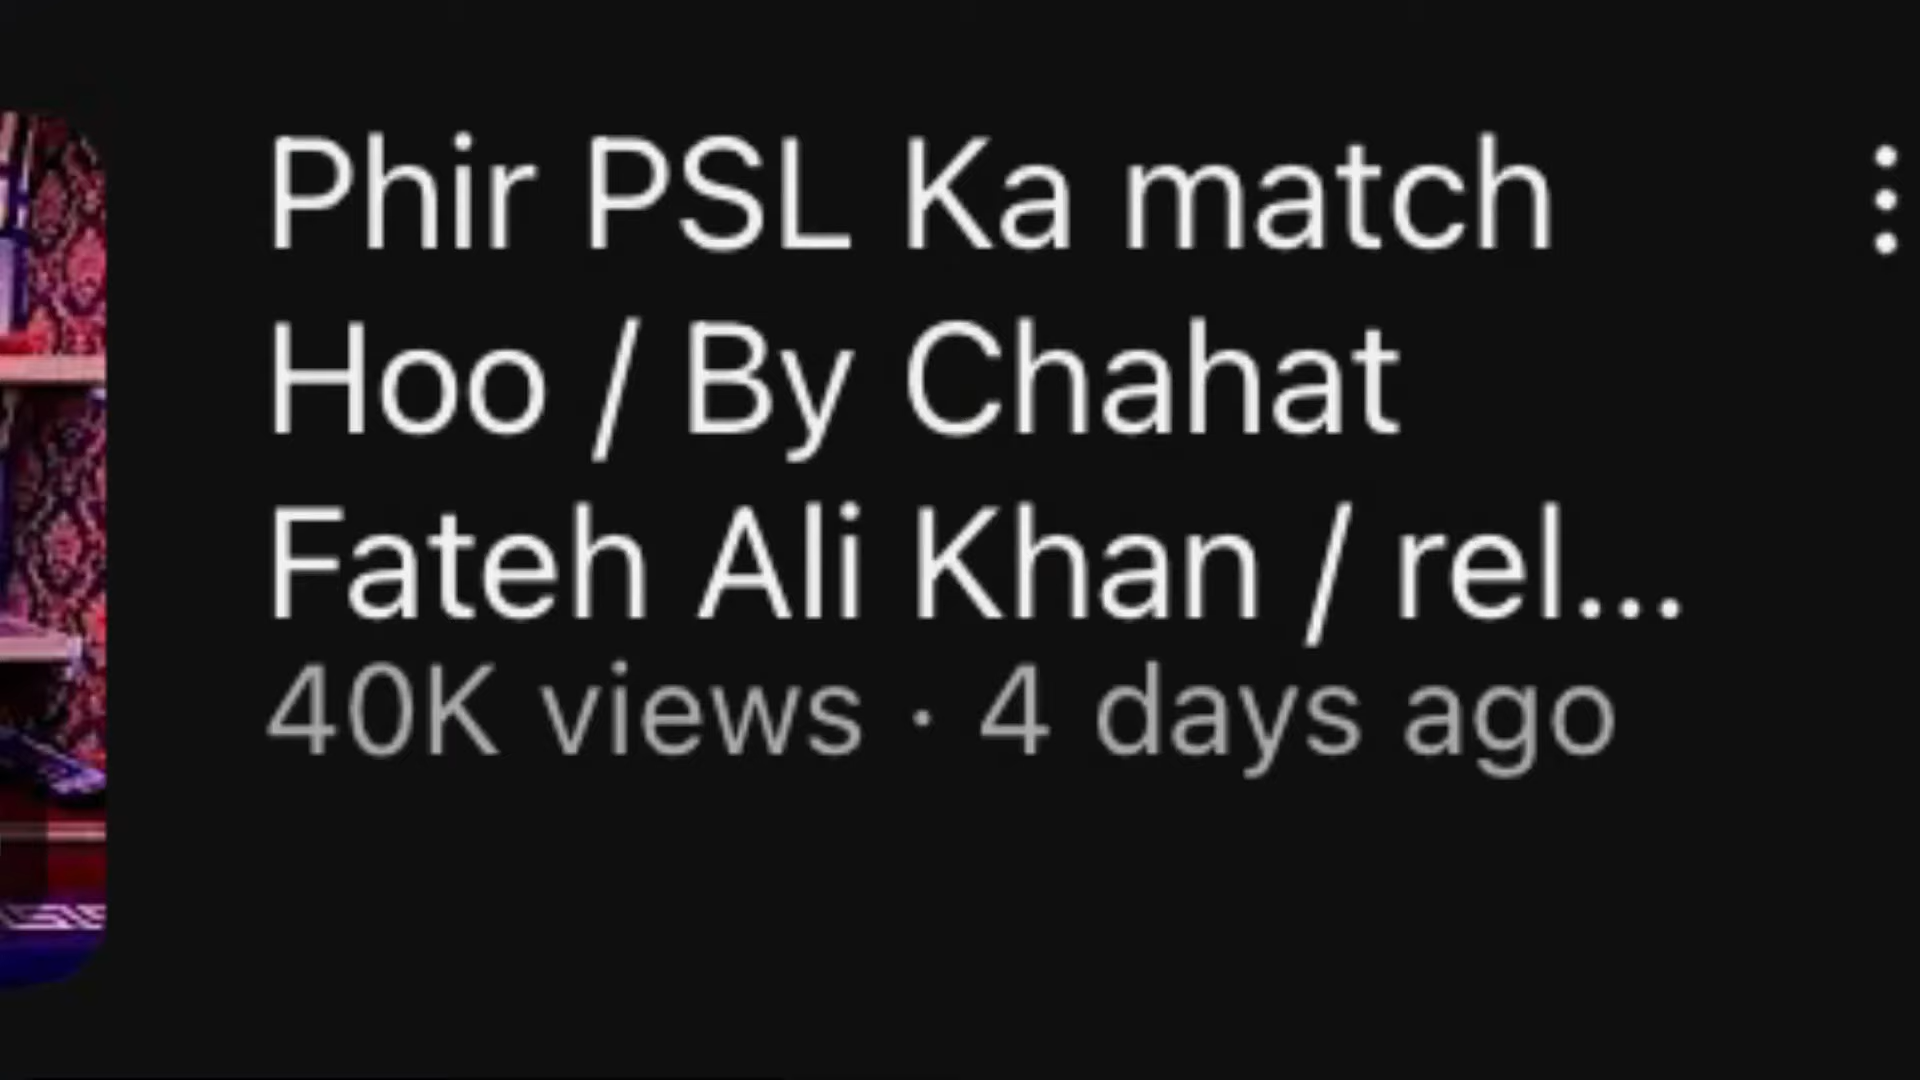 Phir PSL Ka match
Hoo / By Chahat
Fateh Ali Khan / rel...
40K views · 4 days ago